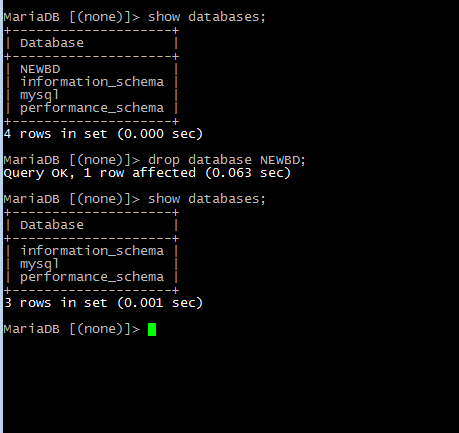 MariaDB [(none)]> show databases;
+--------------------+
| Database           |
+--------------------+
| NEWBD              |
| information_schema |
| mysql              |
| performance_schema |
+--------------------+
4 rows in set (0.000 sec)
MariaDB [(none)]> drop database NEWBD;
Query OK, 1 row affected (0.063 sec)
MariaDB [(none)]> show databases;
+--------------------+
| Database           |
+--------------------+
| information_schema |
| mysql              |
| performance_schema |
+--------------------+
3 rows in set (0.001 sec)
MariaDB [(none)]>